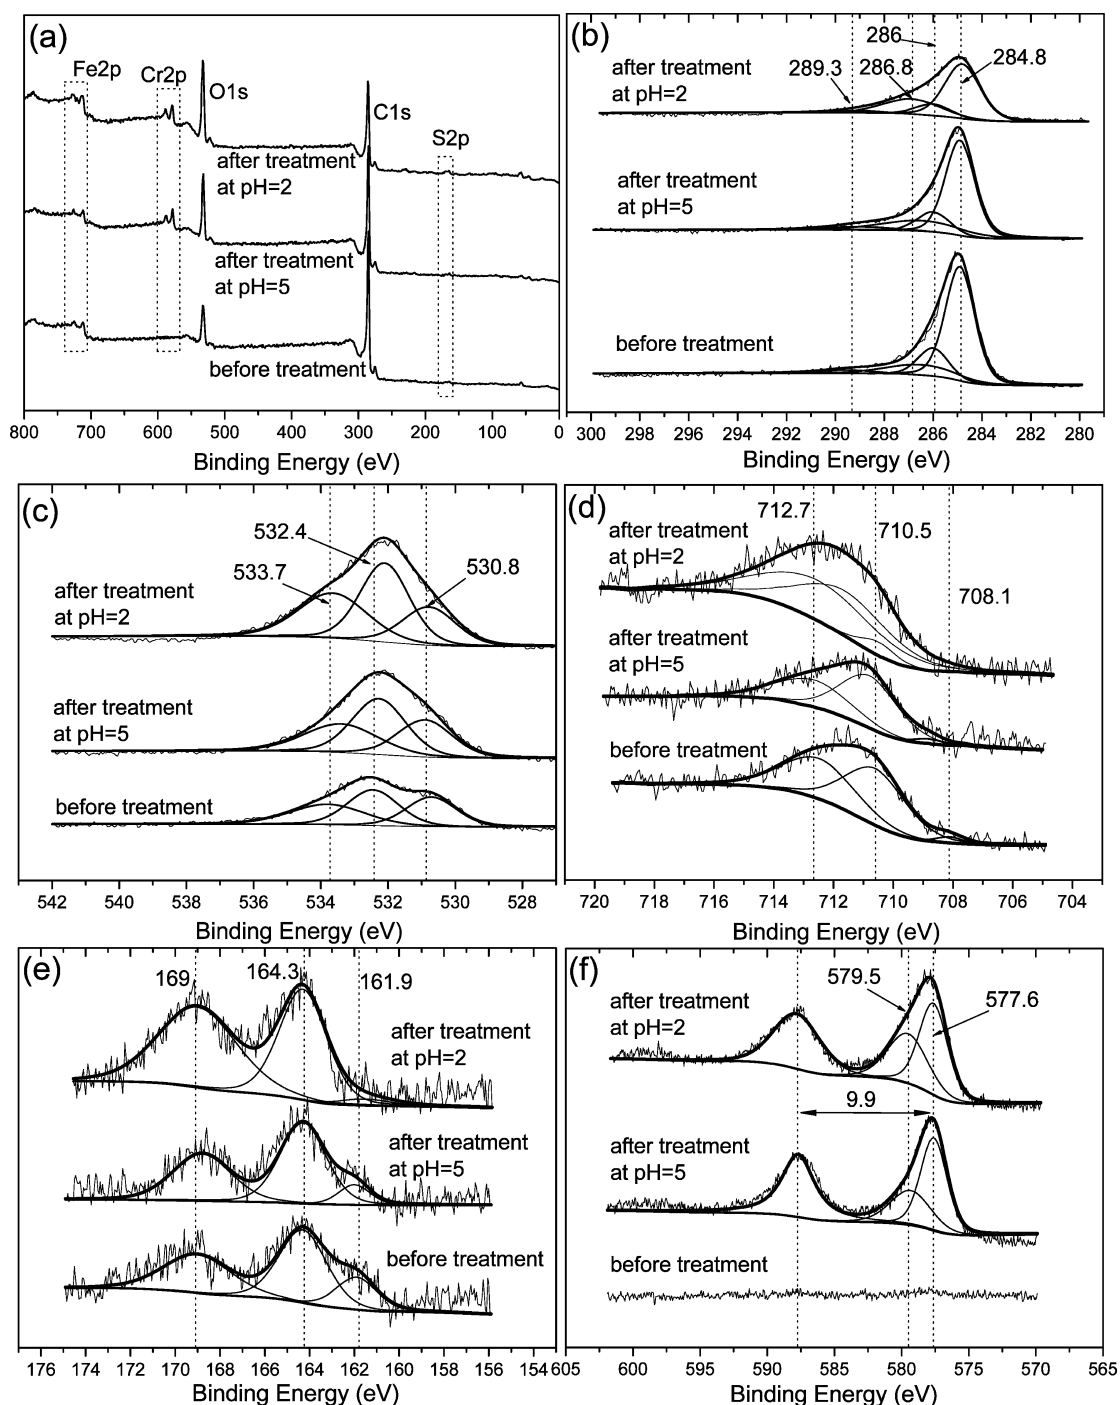 (a)
Fe2p
Cr2p
O1s
C1s
S2p
after treatment
at pH=2
after treatment
at pH=5
before treatment
800 700 600 500 400 300 200 100 0
Binding Energy (eV)
(b)
286
289.3 286.8 284.8
after treatment
at pH=2
after treatment
at pH=5
before treatment
300 298 296 294 292 290 288 286 284 282 280
Binding Energy (eV)
(c)
532.4
533.7
530.8
after treatment
at pH=2
after treatment
at pH=5
before treatment
542 540 538 536 534 532 530 528
Binding Energy (eV)
(d)
712.7
710.5
708.1
after treatment
at pH=2
after treatment
at pH=5
before treatment
720 718 716 714 712 710 708 706 704
Binding Energy (eV)
(e)
169 164.3 161.9
after treatment
at pH=2
after treatment
at pH=5
before treatment
176 174 172 170 168 166 164 162 160 158 156 154
Binding Energy (eV)
(f)
579.5
577.6
after treatment
at pH=2
9.9
after treatment
at pH=5
before treatment
605 600 595 590 585 580 575 570 565
Binding Energy (eV)